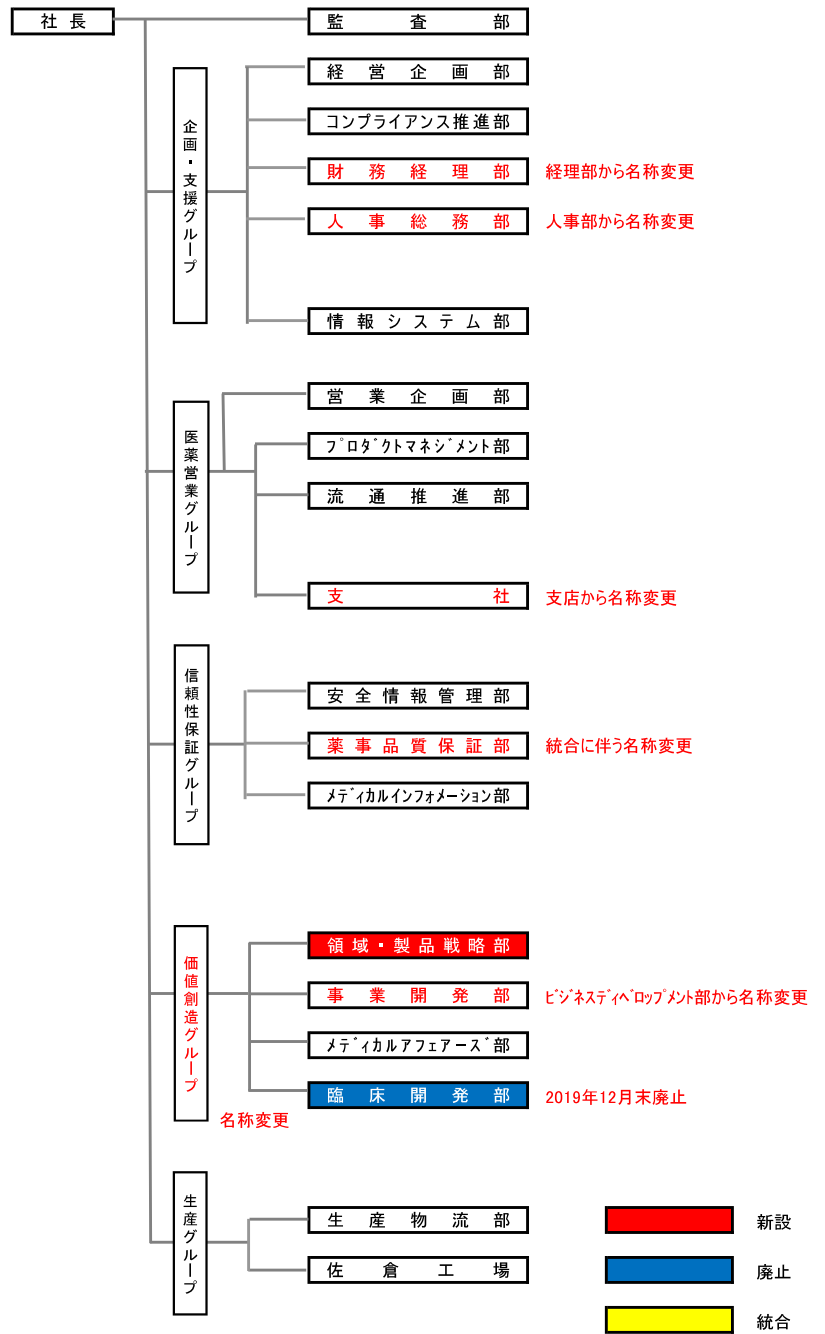 社長
監査部
企画・支援グループ
経営企画部
コンプライアンス推進部
財務経理部 経理部から名称変更
人事総務部 人事部から名称変更
情報システム部
医薬営業グループ
営業企画部
プロダクトマネジメント部
流通推進部
支社 支店から名称変更
信頼性保証グループ
安全情報管理部
薬事品質保証部 統合に伴う名称変更
メディカルインフォメーション部
価値創造グループ
名称変更
領域・製品戦略部
事業開発部 ビジネスディベロップメント部から名称変更
メディカルアフェアーズ部
臨床開発部 2019年12月末廃止
生産グループ
生産物流部
佐倉工場
新設
廃止
統合